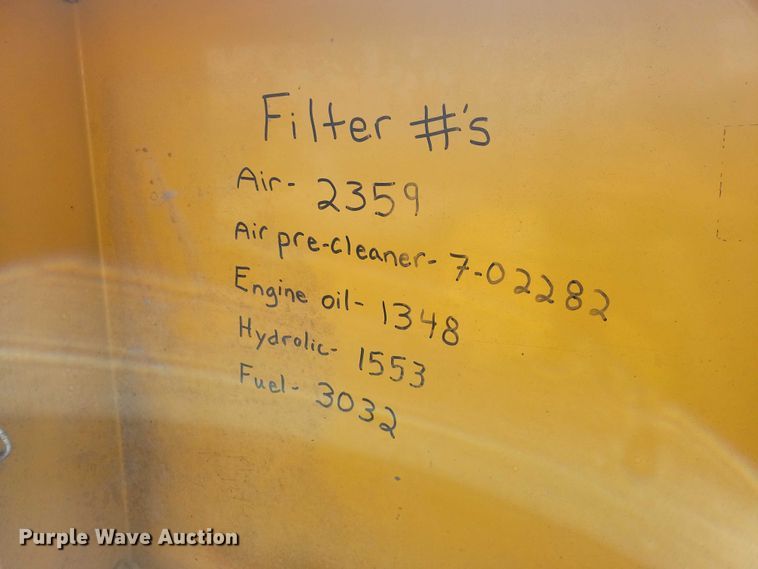 Filter #'s
Air- 2359
Air pre-cleaner- 7-02282
Engine oil- 1348
Hydrolic- 1553
Fuel- 3032
Purple Wave Auction